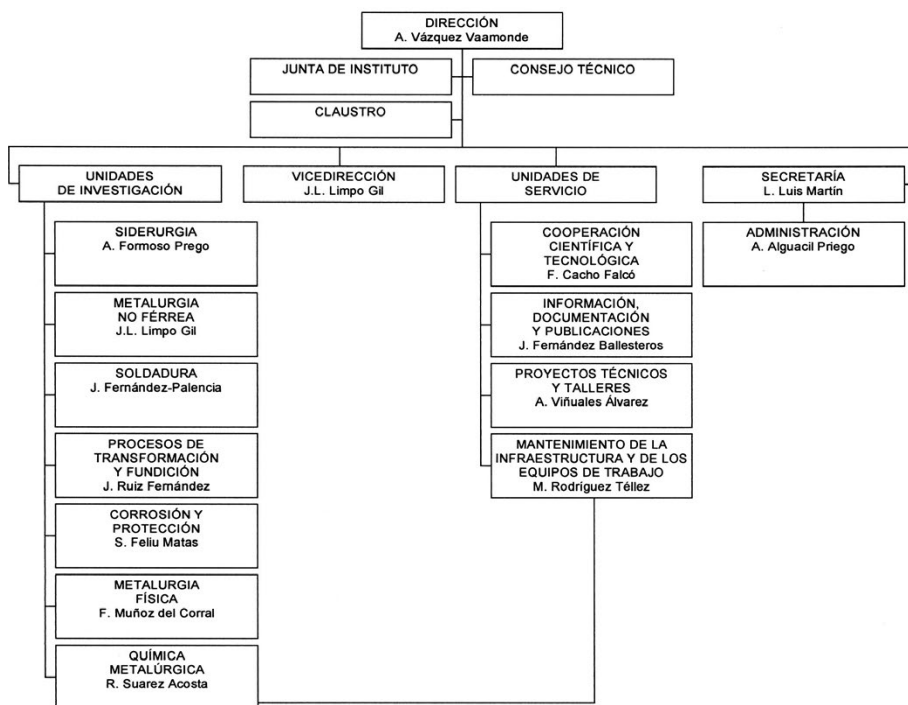 DIRECCIÓN
A. Vázquez Vaamonde
JUNTA DE INSTITUTO
CONSEJO TÉCNICO
CLAUSTRO
UNIDADES
DE INVESTIGACIÓN
VICEDIRECCIÓN
J.L. Limpo Gil
UNIDADES DE
SERVICIO
SECRETARÍA
L. Luis Martín
SIDERURGIA
A. Formoso Prego
METALURGIA
NO FÉRREA
J.L. Limpo Gil
SOLDADURA
J. Fernández-Palencia
PROCESOS DE
TRANSFORMACIÓN
Y FUNDICIÓN
J. Ruiz Fernández
CORROSIÓN Y
PROTECCIÓN
S. Feliu Matas
METALURGIA
FÍSICA
F. Muñoz del Corral
QUÍMICA
METALÚRGICA
R. Suarez Acosta
COOPERACIÓN
CIENTÍFICA Y
TECNOLÓGICA
F. Cacho Falcó
INFORMACIÓN,
DOCUMENTACIÓN
Y PUBLICACIONES
J. Fernández Ballesteros
PROYECTOS TÉCNICOS
Y TALLERES
A. Viñuales Álvarez
MANTENIMIENTO DE LA
INFRAESTRUCTURA Y DE LOS
EQUIPOS DE TRABAJO
M. Rodríguez Téllez
ADMINISTRACIÓN
A. Alguacil Priego